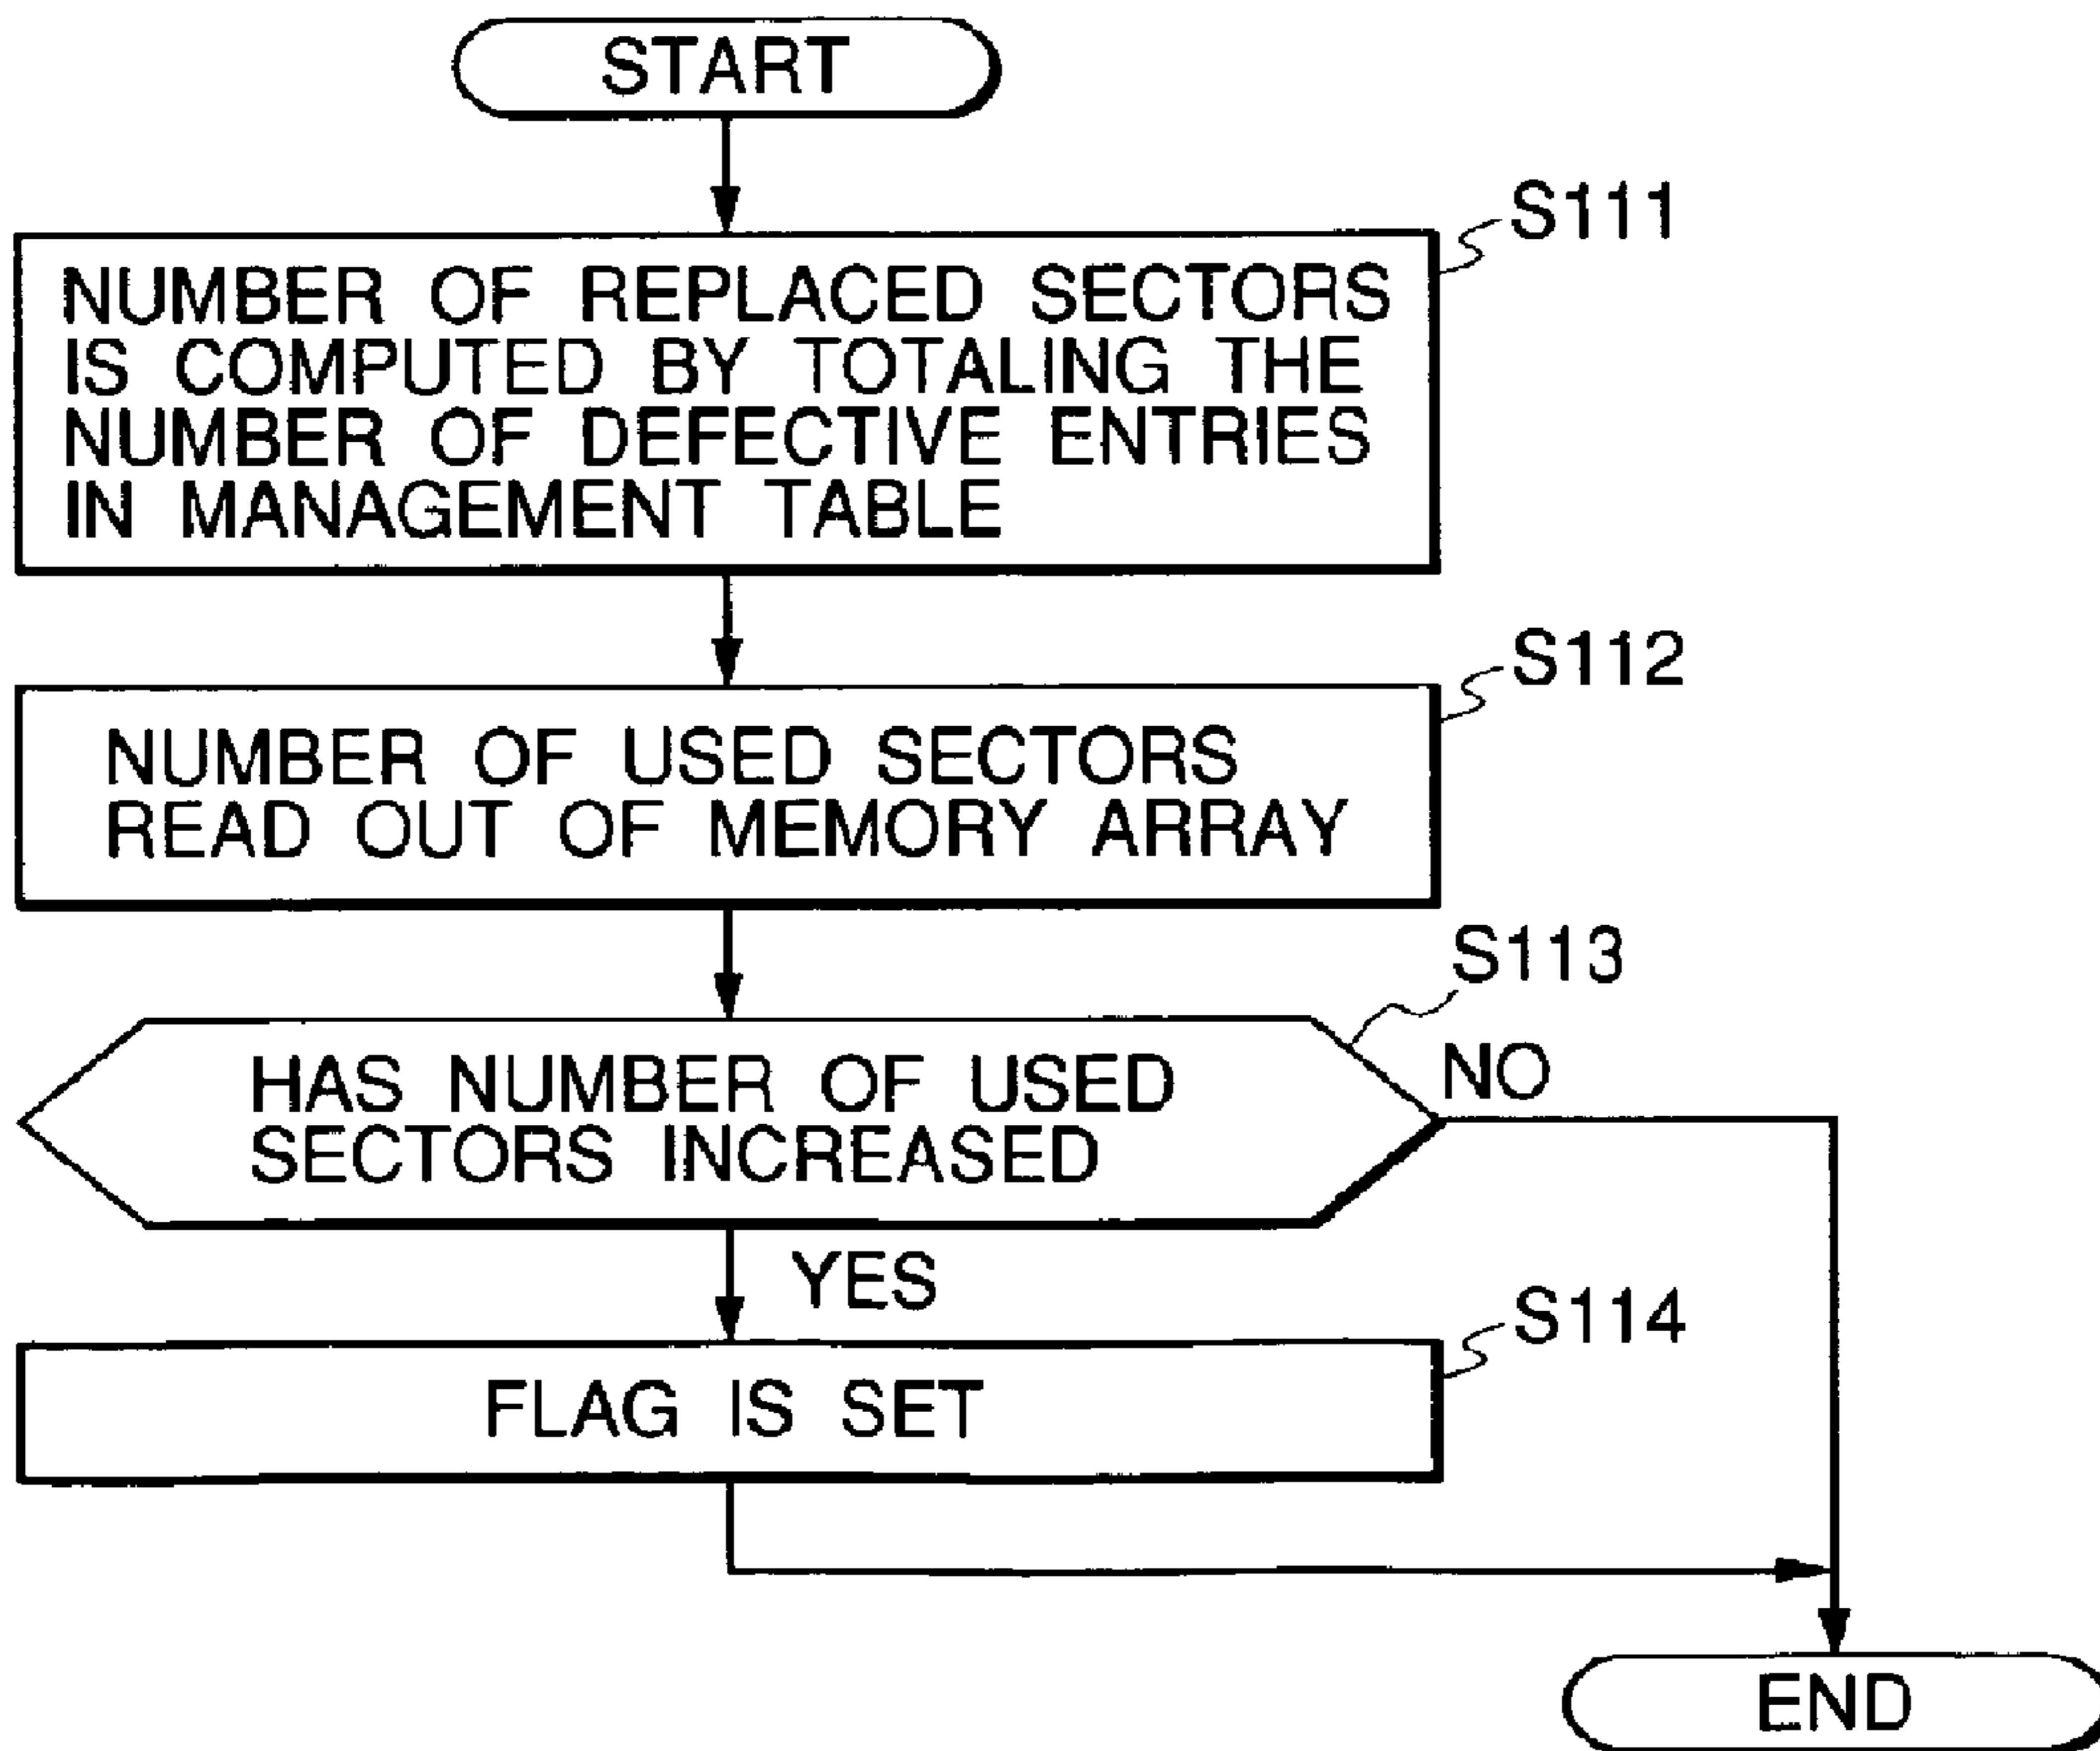 START
S111
NUMBER OF REPLACED SECTORS
IS COMPUTED BY TOTALING THE
NUMBER OF DEFECTIVE ENTRIES
IN MANAGEMENT TABLE
S112
NUMBER OF USED SECTORS
READ OUT OF MEMORY ARRAY
S113
HAS NUMBER OF USED
SECTORS INCREASED
NO
YES
S114
FLAG IS SET
END